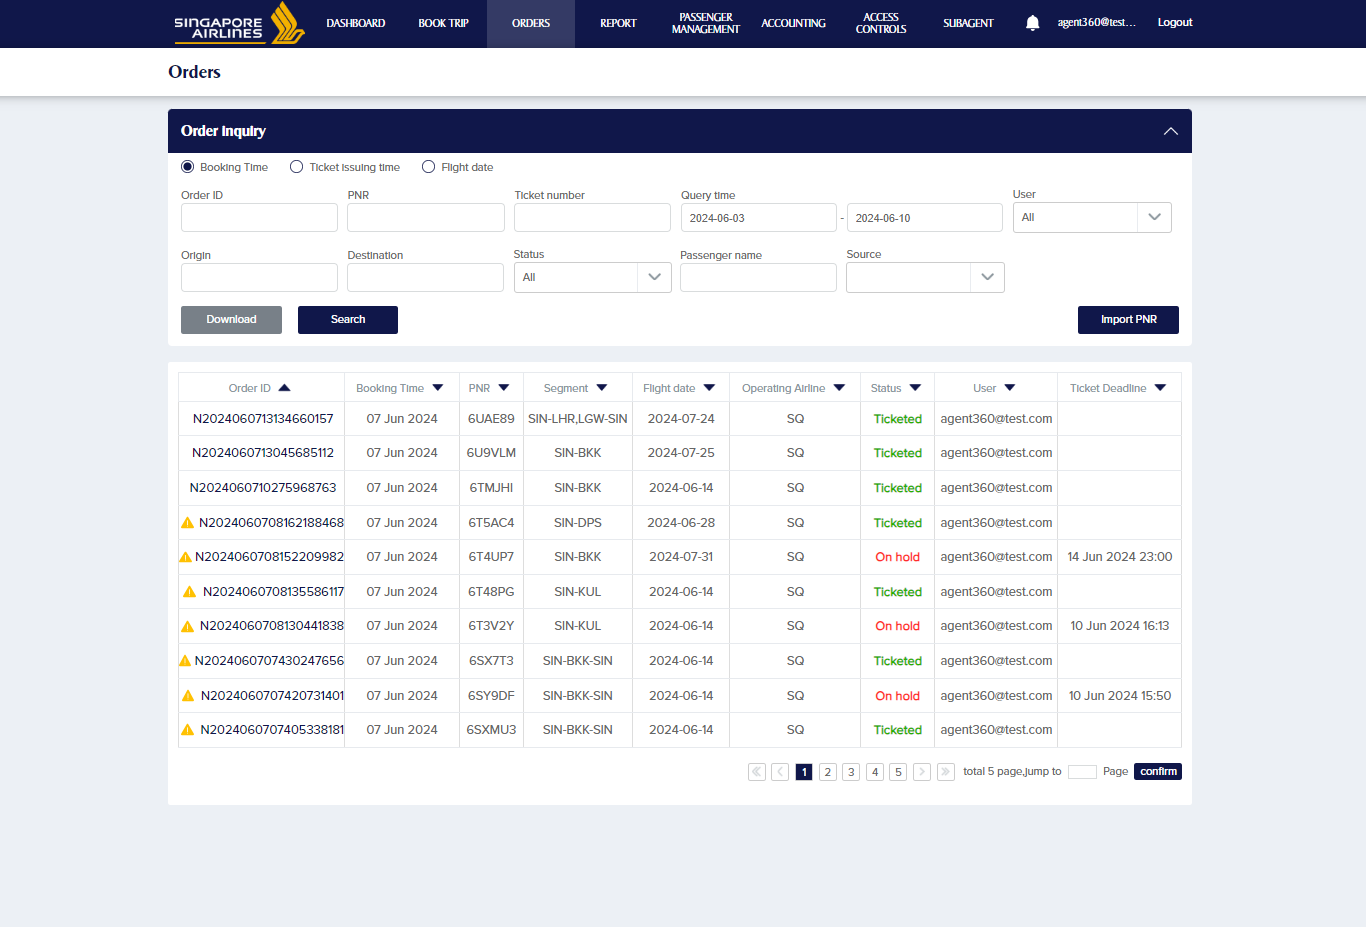 SINGAPORE AIRLINES
DASHBOARD BOOK TRIP ORDERS REPORT PASSENGER MANAGEMENT ACCOUNTING ACCESS CONTROLS SUBAGENT agent360@test... Logout
Orders
Order Inquiry
Booking Time Ticket issuing time Flight date
Order ID PNR Ticket number Query time User
2024-06-03 - 2024-06-10 All
Origin Destination Status Passenger name Source
All
Download Search Import PNR
Order ID Booking Time PNR Segment Flight date Operating Airline Status User Ticket Deadline
N2024060713134660157 07 Jun 2024 6UAE89 SIN-LHR,LGW-SIN 2024-07-24 SQ Ticketed agent360@test.com
N2024060713045685112 07 Jun 2024 6U9VLM SIN-BKK 2024-07-25 SQ Ticketed agent360@test.com
N2024060710275968763 07 Jun 2024 6TMJHI SIN-BKK 2024-06-14 SQ Ticketed agent360@test.com
N2024060708162188468 07 Jun 2024 6T5AC4 SIN-DPS 2024-06-28 SQ Ticketed agent360@test.com
N2024060708152209982 07 Jun 2024 6T4UP7 SIN-BKK 2024-07-31 SQ On hold agent360@test.com 14 Jun 2024 23:00
N2024060708135586117 07 Jun 2024 6T48PG SIN-KUL 2024-06-14 SQ Ticketed agent360@test.com
N2024060708130441838 07 Jun 2024 6T3V2Y SIN-KUL 2024-06-14 SQ On hold agent360@test.com 10 Jun 2024 16:13
N2024060707430247656 07 Jun 2024 6SX7T3 SIN-BKK-SIN 2024-06-14 SQ Ticketed agent360@test.com
N2024060707420731401 07 Jun 2024 6SY9DF SIN-BKK-SIN 2024-06-14 SQ On hold agent360@test.com 10 Jun 2024 15:50
N2024060707405338181 07 Jun 2024 6SXMU3 SIN-BKK-SIN 2024-06-14 SQ Ticketed agent360@test.com
1 2 3 4 5 total 5 page,jump to Page confirm